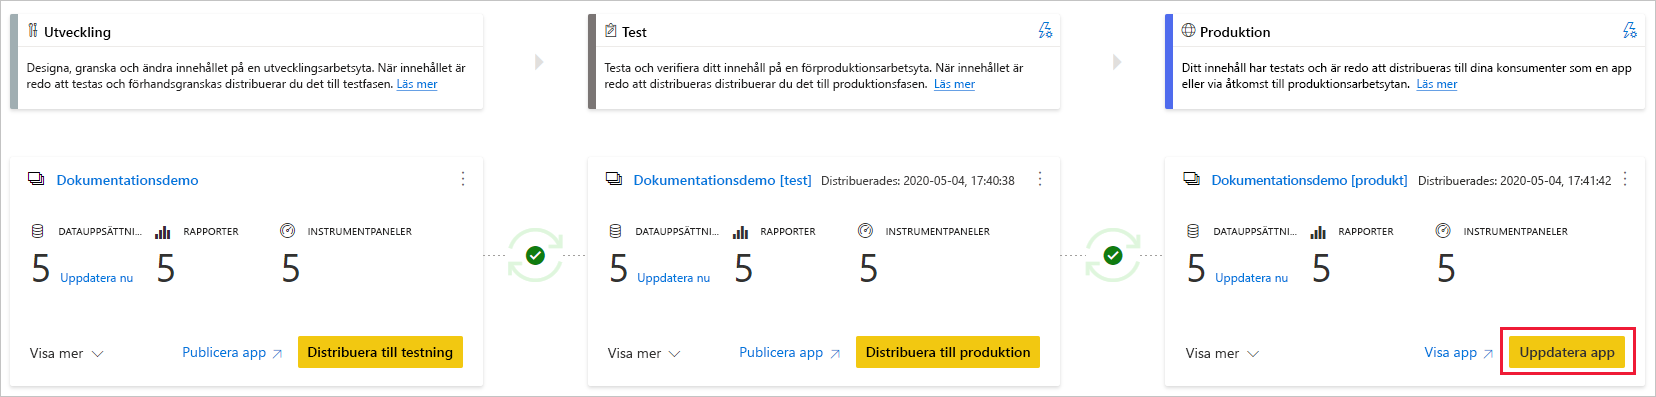 Utveckling
Designa, granska och ändra innehållet på en utvecklingsarbetsyta. När innehållet är
redo att testas och förhandsgranskas distribuerar du det till testfasen. Läs mer
Test
Testa och verifiera ditt innehåll på en förproduktionsarbetsyta. När innehållet är
redo att distribueras distribuerar du det till produktionsfasen. Läs mer
Produktion
Ditt innehåll har testats och är redo att distribueras till dina konsumenter som en app
eller via åtkomst till produktionsarbetsytan. Läs mer
Dokumentationsdemo
DATAUPPSÄTTNI... RAPPORTER INSTRUMENTPANELER
5 Uppdatera nu 5 5
Visa mer Publicera app Distribuera till testning
Dokumentationsdemo [test] Distribuerades: 2020-05-04, 17:40:38
DATAUPPSÄTTNI... RAPPORTER INSTRUMENTPANELER
5 Uppdatera nu 5 5
Visa mer Publicera app Distribuera till produktion
Dokumentationsdemo [produkt] Distribuerades: 2020-05-04, 17:41:42
DATAUPPSÄTTNI... RAPPORTER INSTRUMENTPANELER
5 Uppdatera nu 5 5
Visa mer Visa app Uppdatera app